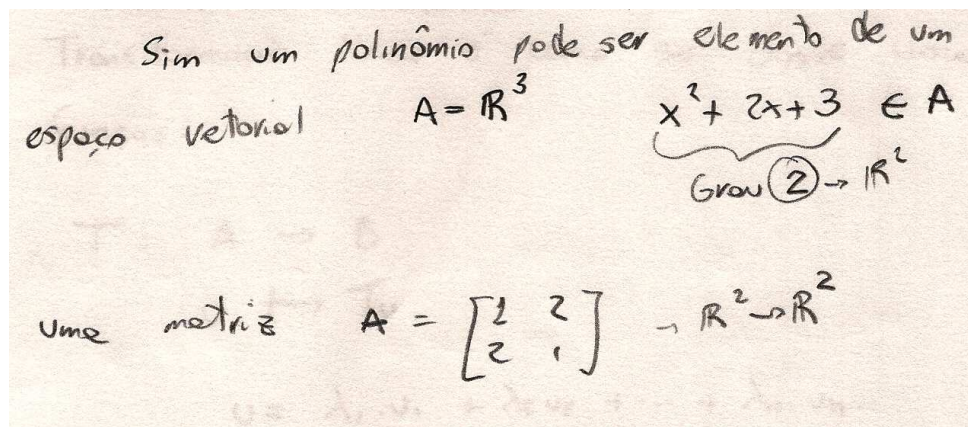 Sim um polinômio pode ser elemento de um
espaço vetorial A = ℝ³ x² + 2x + 3 ∈ A
Grau 2 → ℝ²
uma matriz A = [1 2 → ℝ² → ℝ²
2 1]